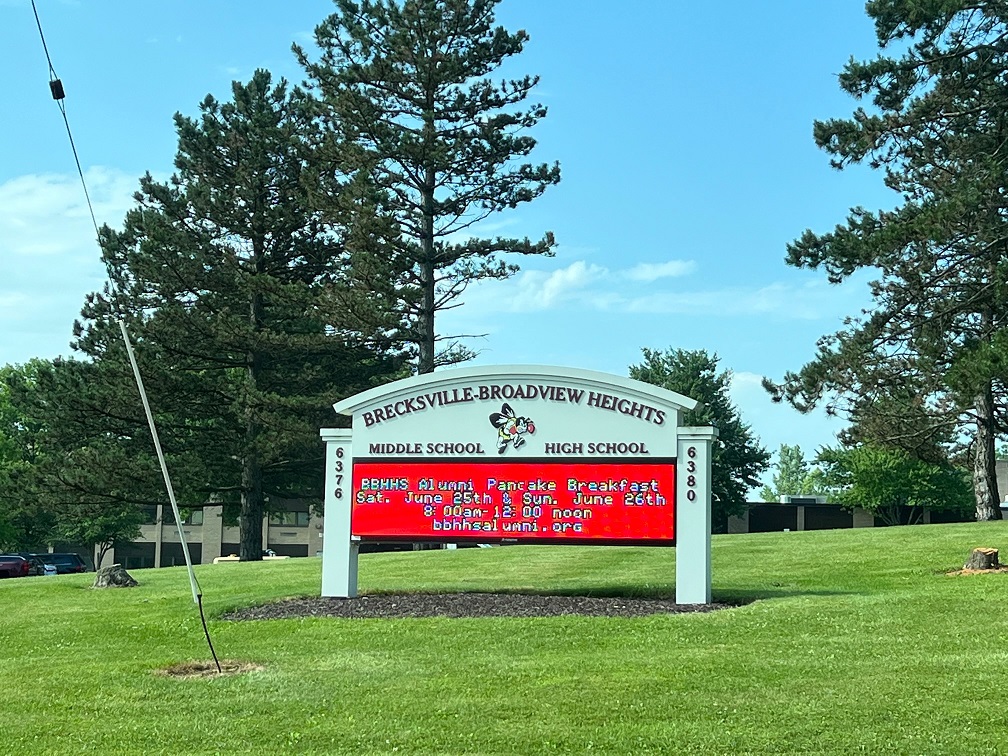 BRECKSVILLE-BROADVIEW HEIGHTS
MIDDLE SCHOOL HIGH SCHOOL
6376
6380
BBHHS Alumni Pancake Breakfast
Sat. June 25th & Sun. June 26th
8:00am-12:00 noon
bbhhsalumni.org